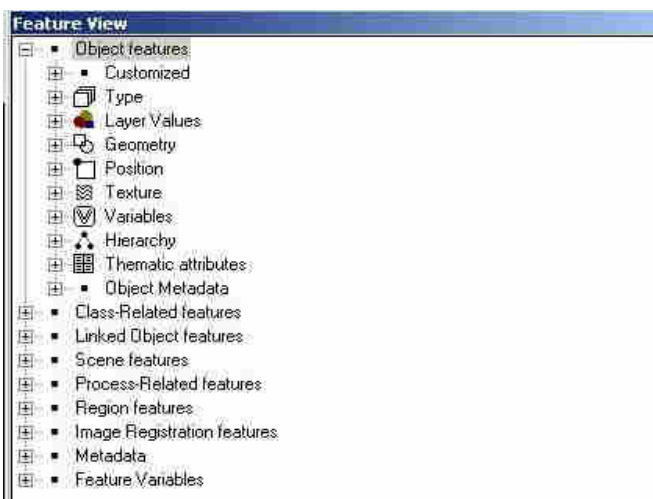 Feature View
Object features
Customized
Type
Layer Values
Geometry
Position
Texture
Variables
Hierarchy
Thematic attributes
Object Metadata
Class-Related features
Linked Object features
Scene features
Process-Related features
Region features
Image Registration features
Metadata
Feature Variables